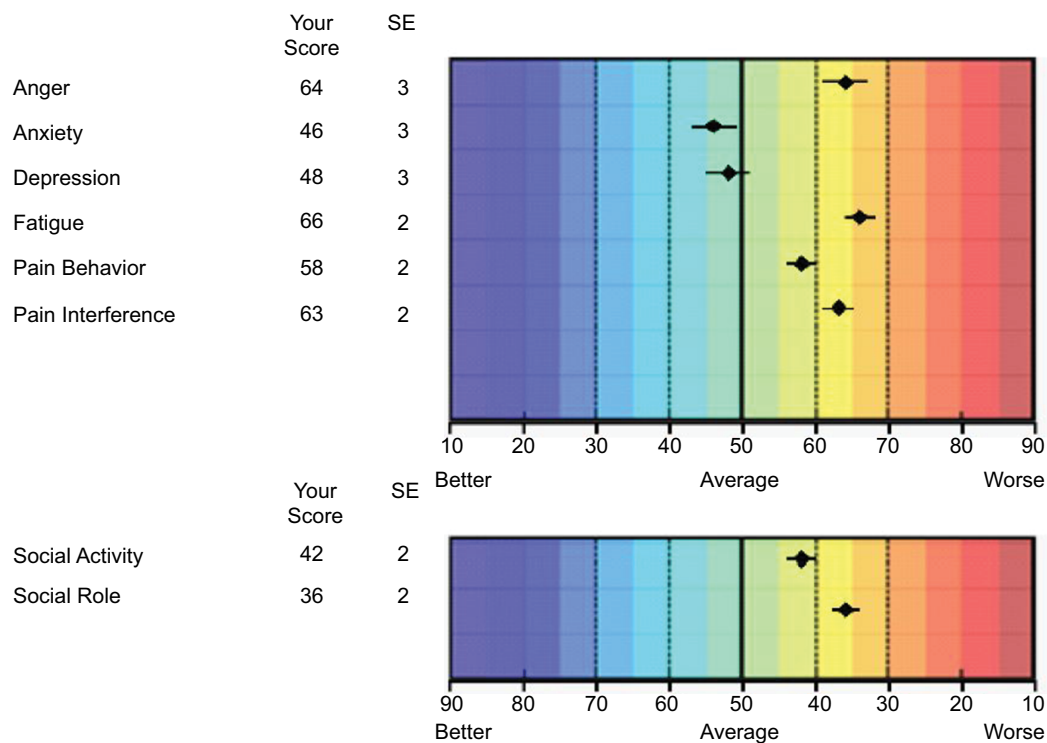 Your Score SE
Anger 64 3
Anxiety 46 3
Depression 48 3
Fatigue 66 2
Pain Behavior 58 2
Pain Interference 63 2
10 20 30 40 50 60 70 80 90
Better Average Worse
Your Score SE
Social Activity 42 2
Social Role 36 2
90 80 70 60 50 40 30 20 10
Better Average Worse